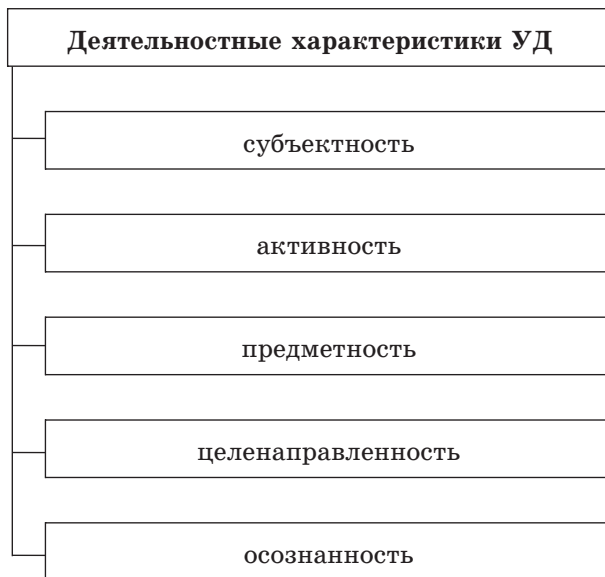 Деятельностные характеристики УД
субъектность
активность
предметность
целенаправленность
осознанность